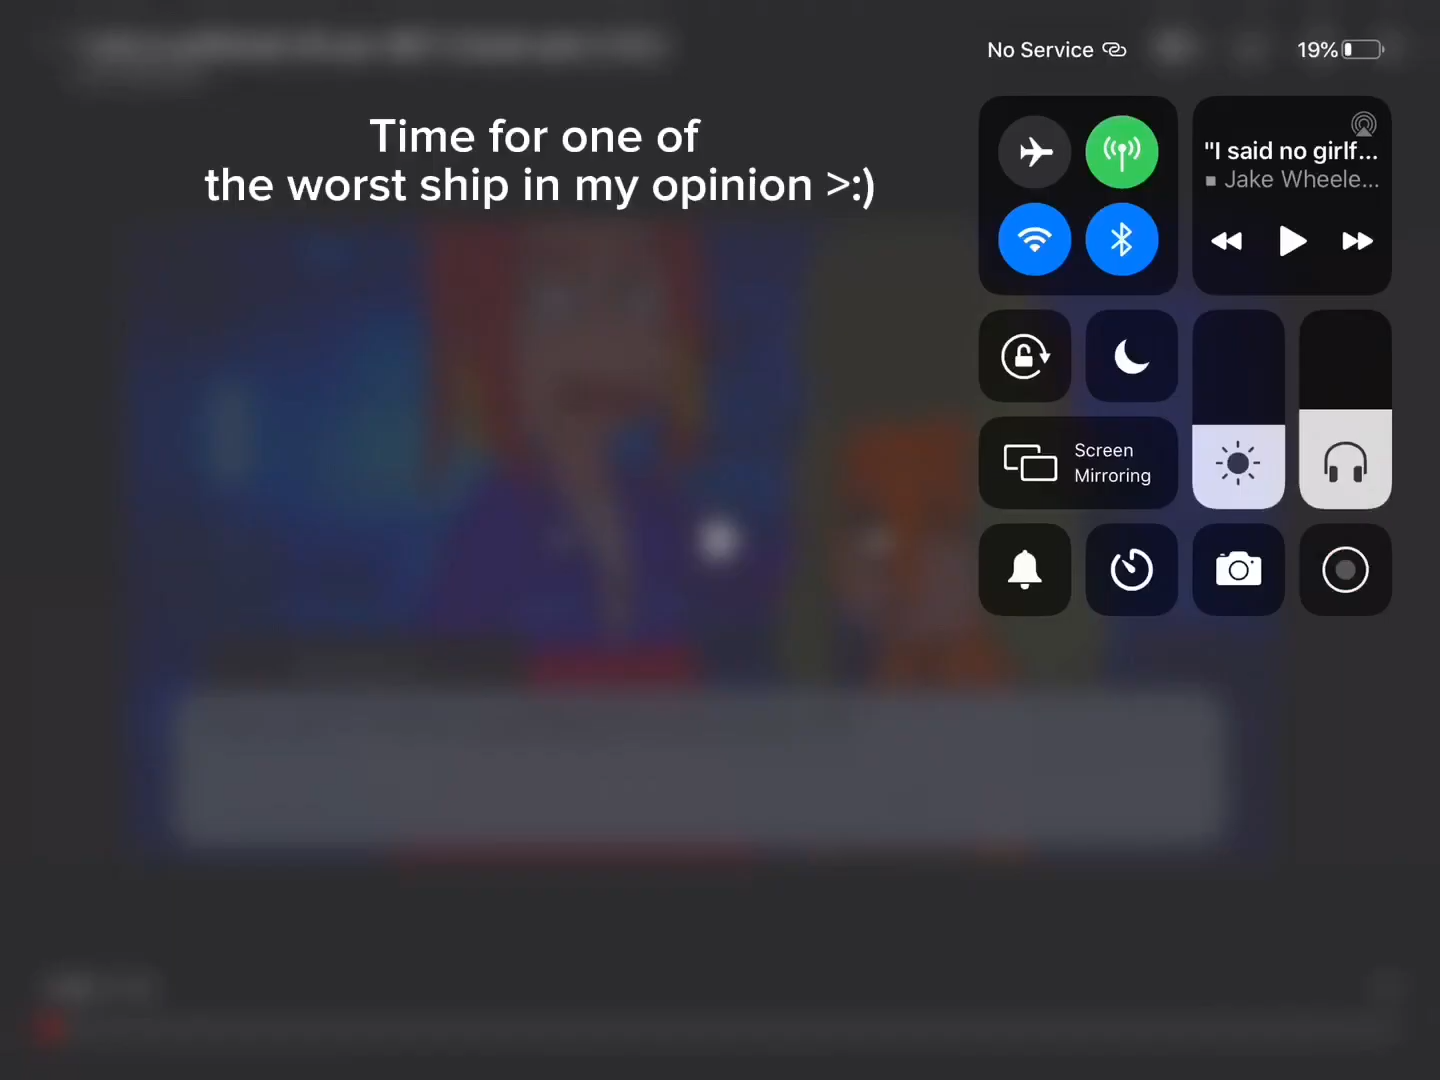 No Service
19%
Time for one of
the worst ship in my opinion >:)
"I said no girlf...
Jake Wheele...
Screen
Mirroring